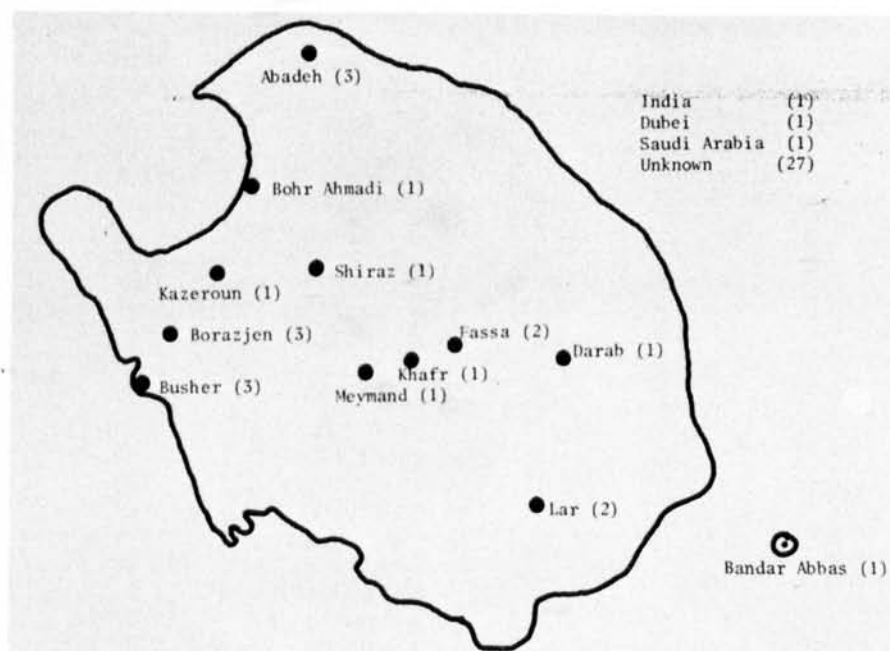 Abadeh (3)
India (1)
Dubei (1)
Saudi Arabia (1)
Unknown (27)
Bohr Ahmadi (1)
Shiraz (1)
Kazeroun (1)
Borazjen (3)
Fassa (2)
Darab (1)
Khafr (1)
Busher (3)
Meymand (1)
Lar (2)
Bandar Abbas (1)